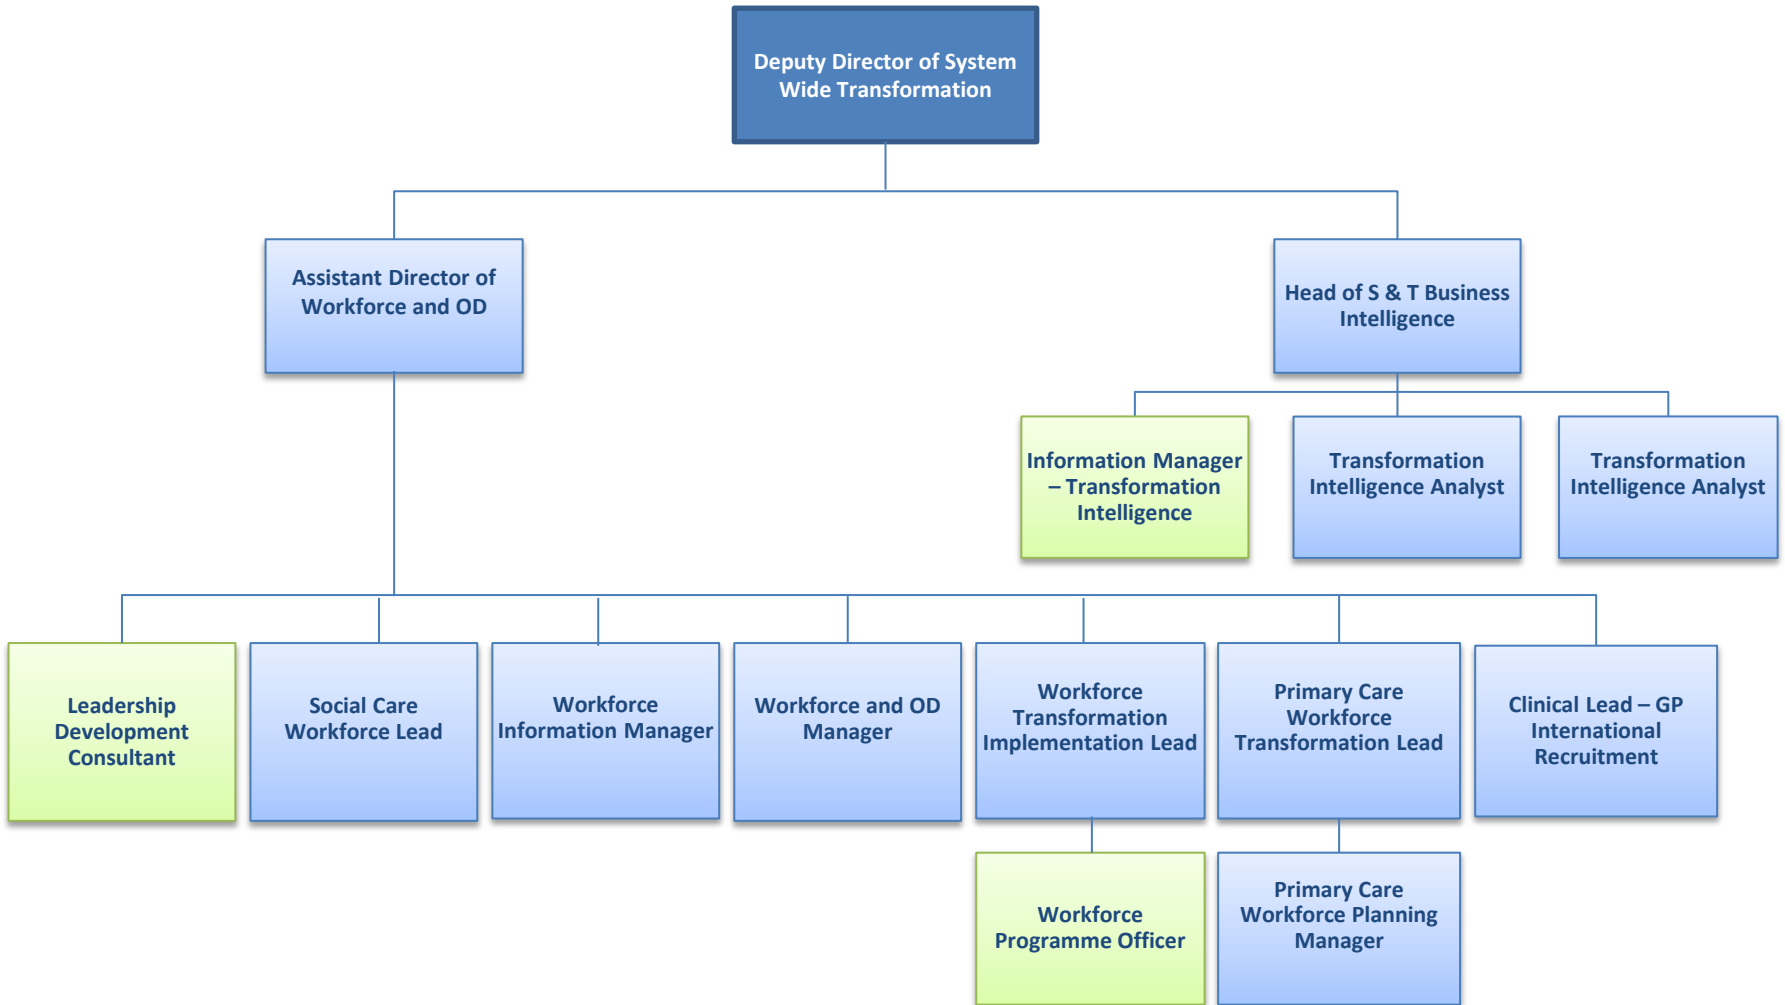 Deputy Director of System
Wide Transformation
Assistant Director of
Workforce and OD
Head of S & T Business
Intelligence
Information Manager
– Transformation
Intelligence
Transformation
Intelligence Analyst
Transformation
Intelligence Analyst
Leadership
Development
Consultant
Social Care
Workforce Lead
Workforce
Information Manager
Workforce and OD
Manager
Workforce
Transformation
Implementation Lead
Primary Care
Workforce
Transformation Lead
Clinical Lead – GP
International
Recruitment
Workforce
Programme Officer
Primary Care
Workforce Planning
Manager